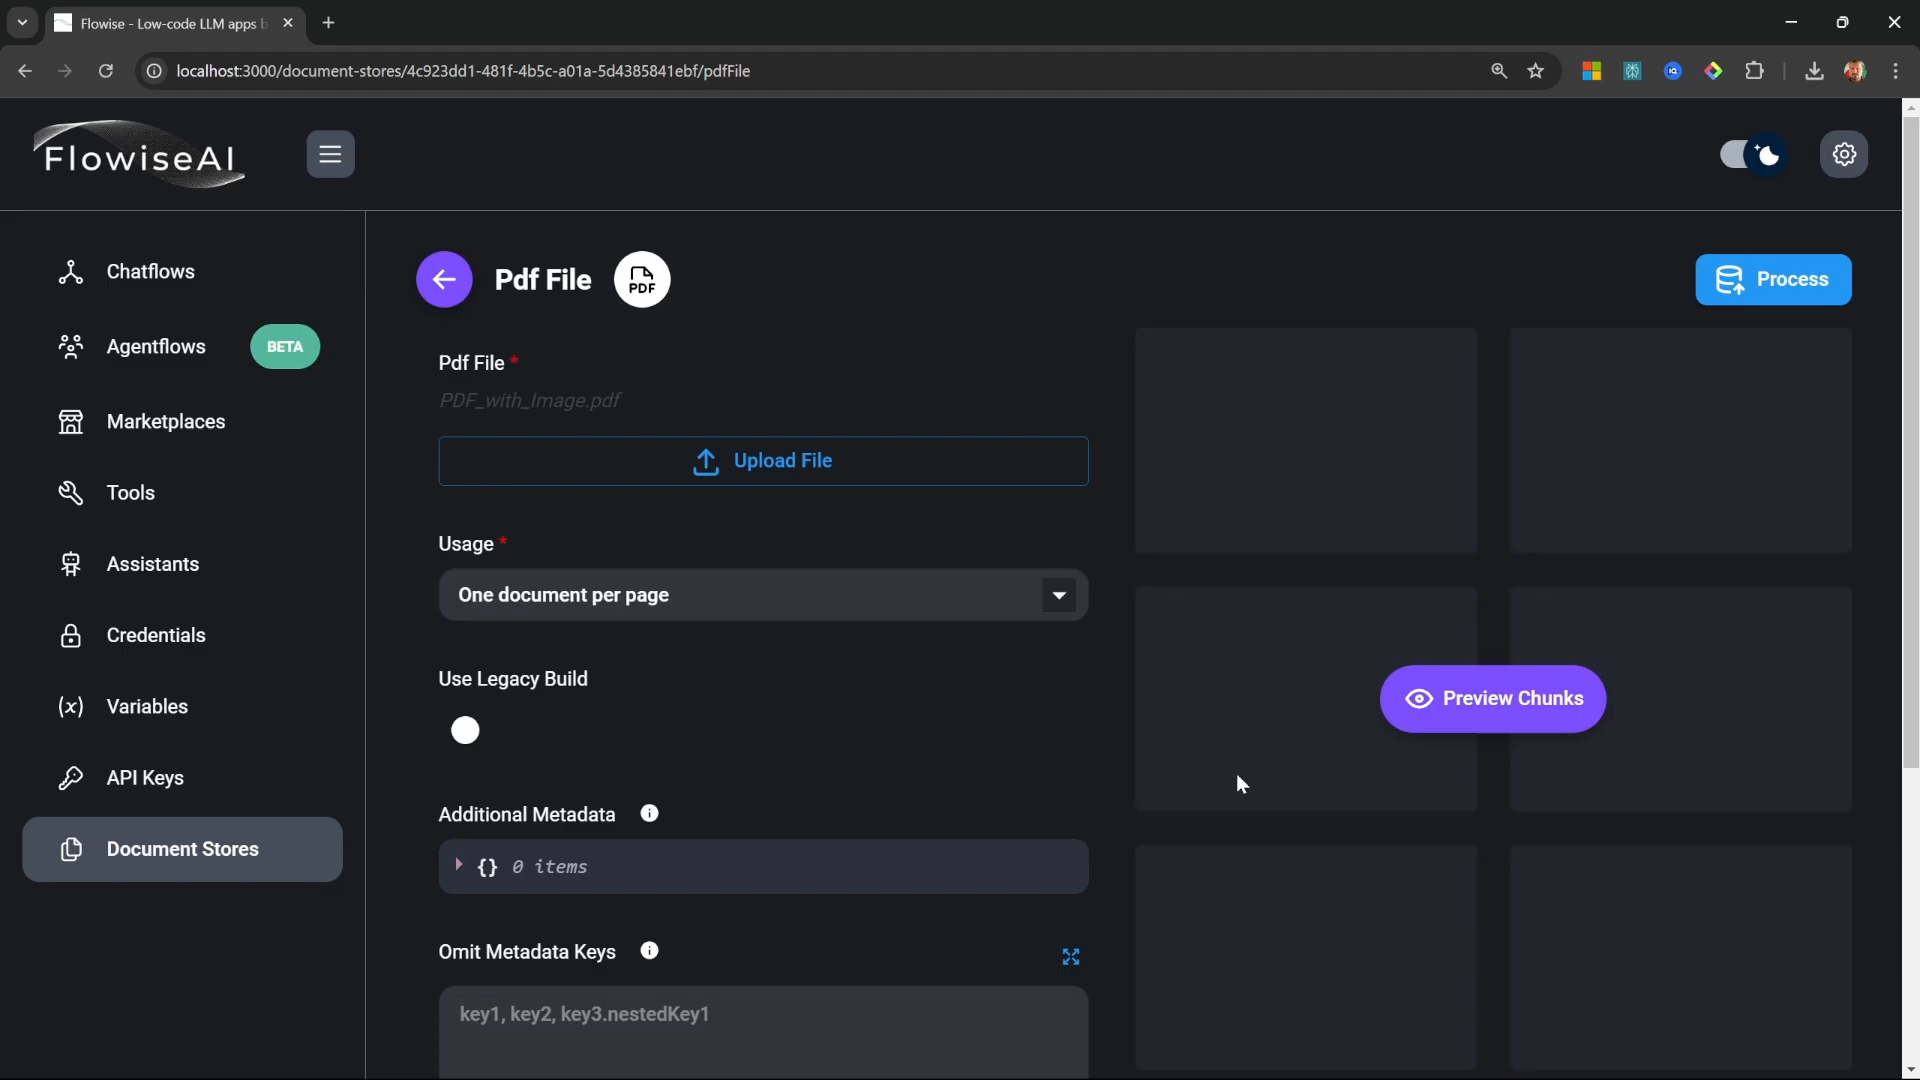 Flowise - Low-code LLM apps b
localhost:3000/document-stores/4c923dd1-481f-4b5c-a01a-5d4385841ebf/pdfFile
FlowiseAI
Chatflows
Agentflows
BETA
Marketplaces
Tools
Assistants
Credentials
(x) Variables
API Keys
Document Stores
Pdf File
PDF
Process
Pdf File *
PDF_with_Image.pdf
Upload File
Usage *
One document per page
Use Legacy Build
Additional Metadata
{} 0 items
Omit Metadata Keys
key1, key2, key3.nestedKey1
Preview Chunks